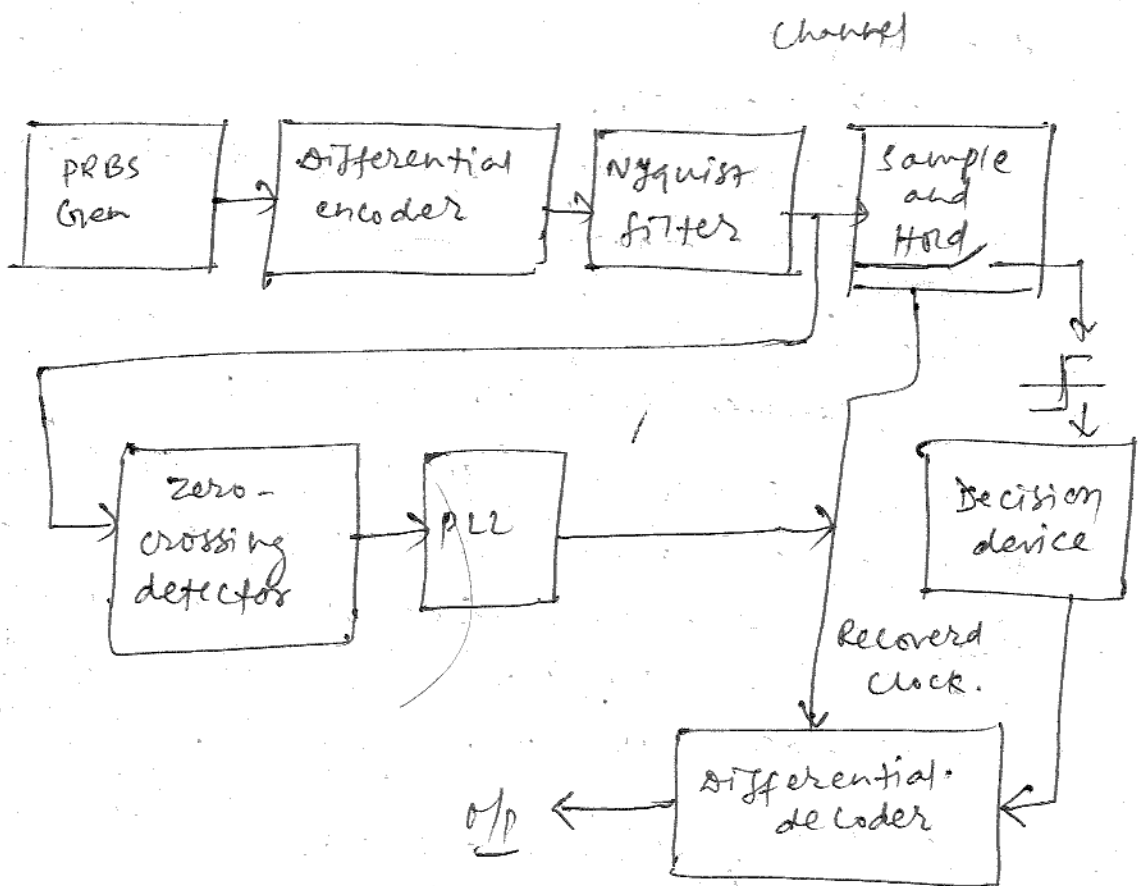 Channel
PRBS
Gen
Differential
encoder
Nyquist
filter
Sample
and
Hold
Zero-
crossing
detector
PLL
Decision
device
Recoverd
Clock.
Differential
decoder
o/p